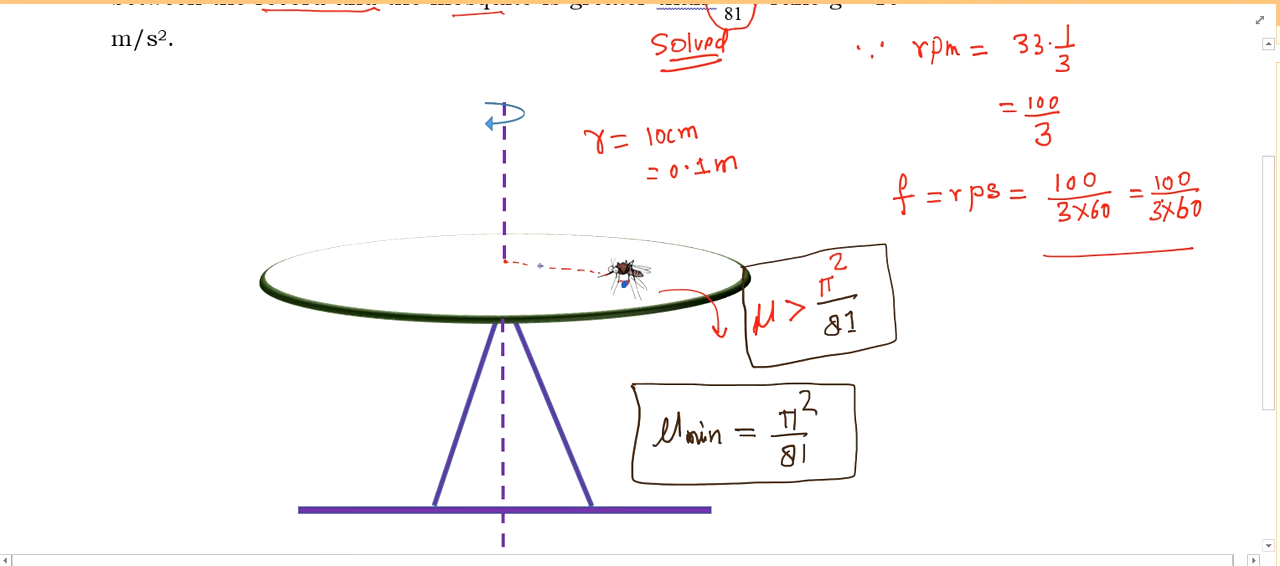 81
m/s².
Solved
∵ rpm = 33·1/3
= 100/3
r = 10cm
= 0.1m
f = rps = 100/3×60 = 100/3×60
μ > π²/81
μmin = π²/81